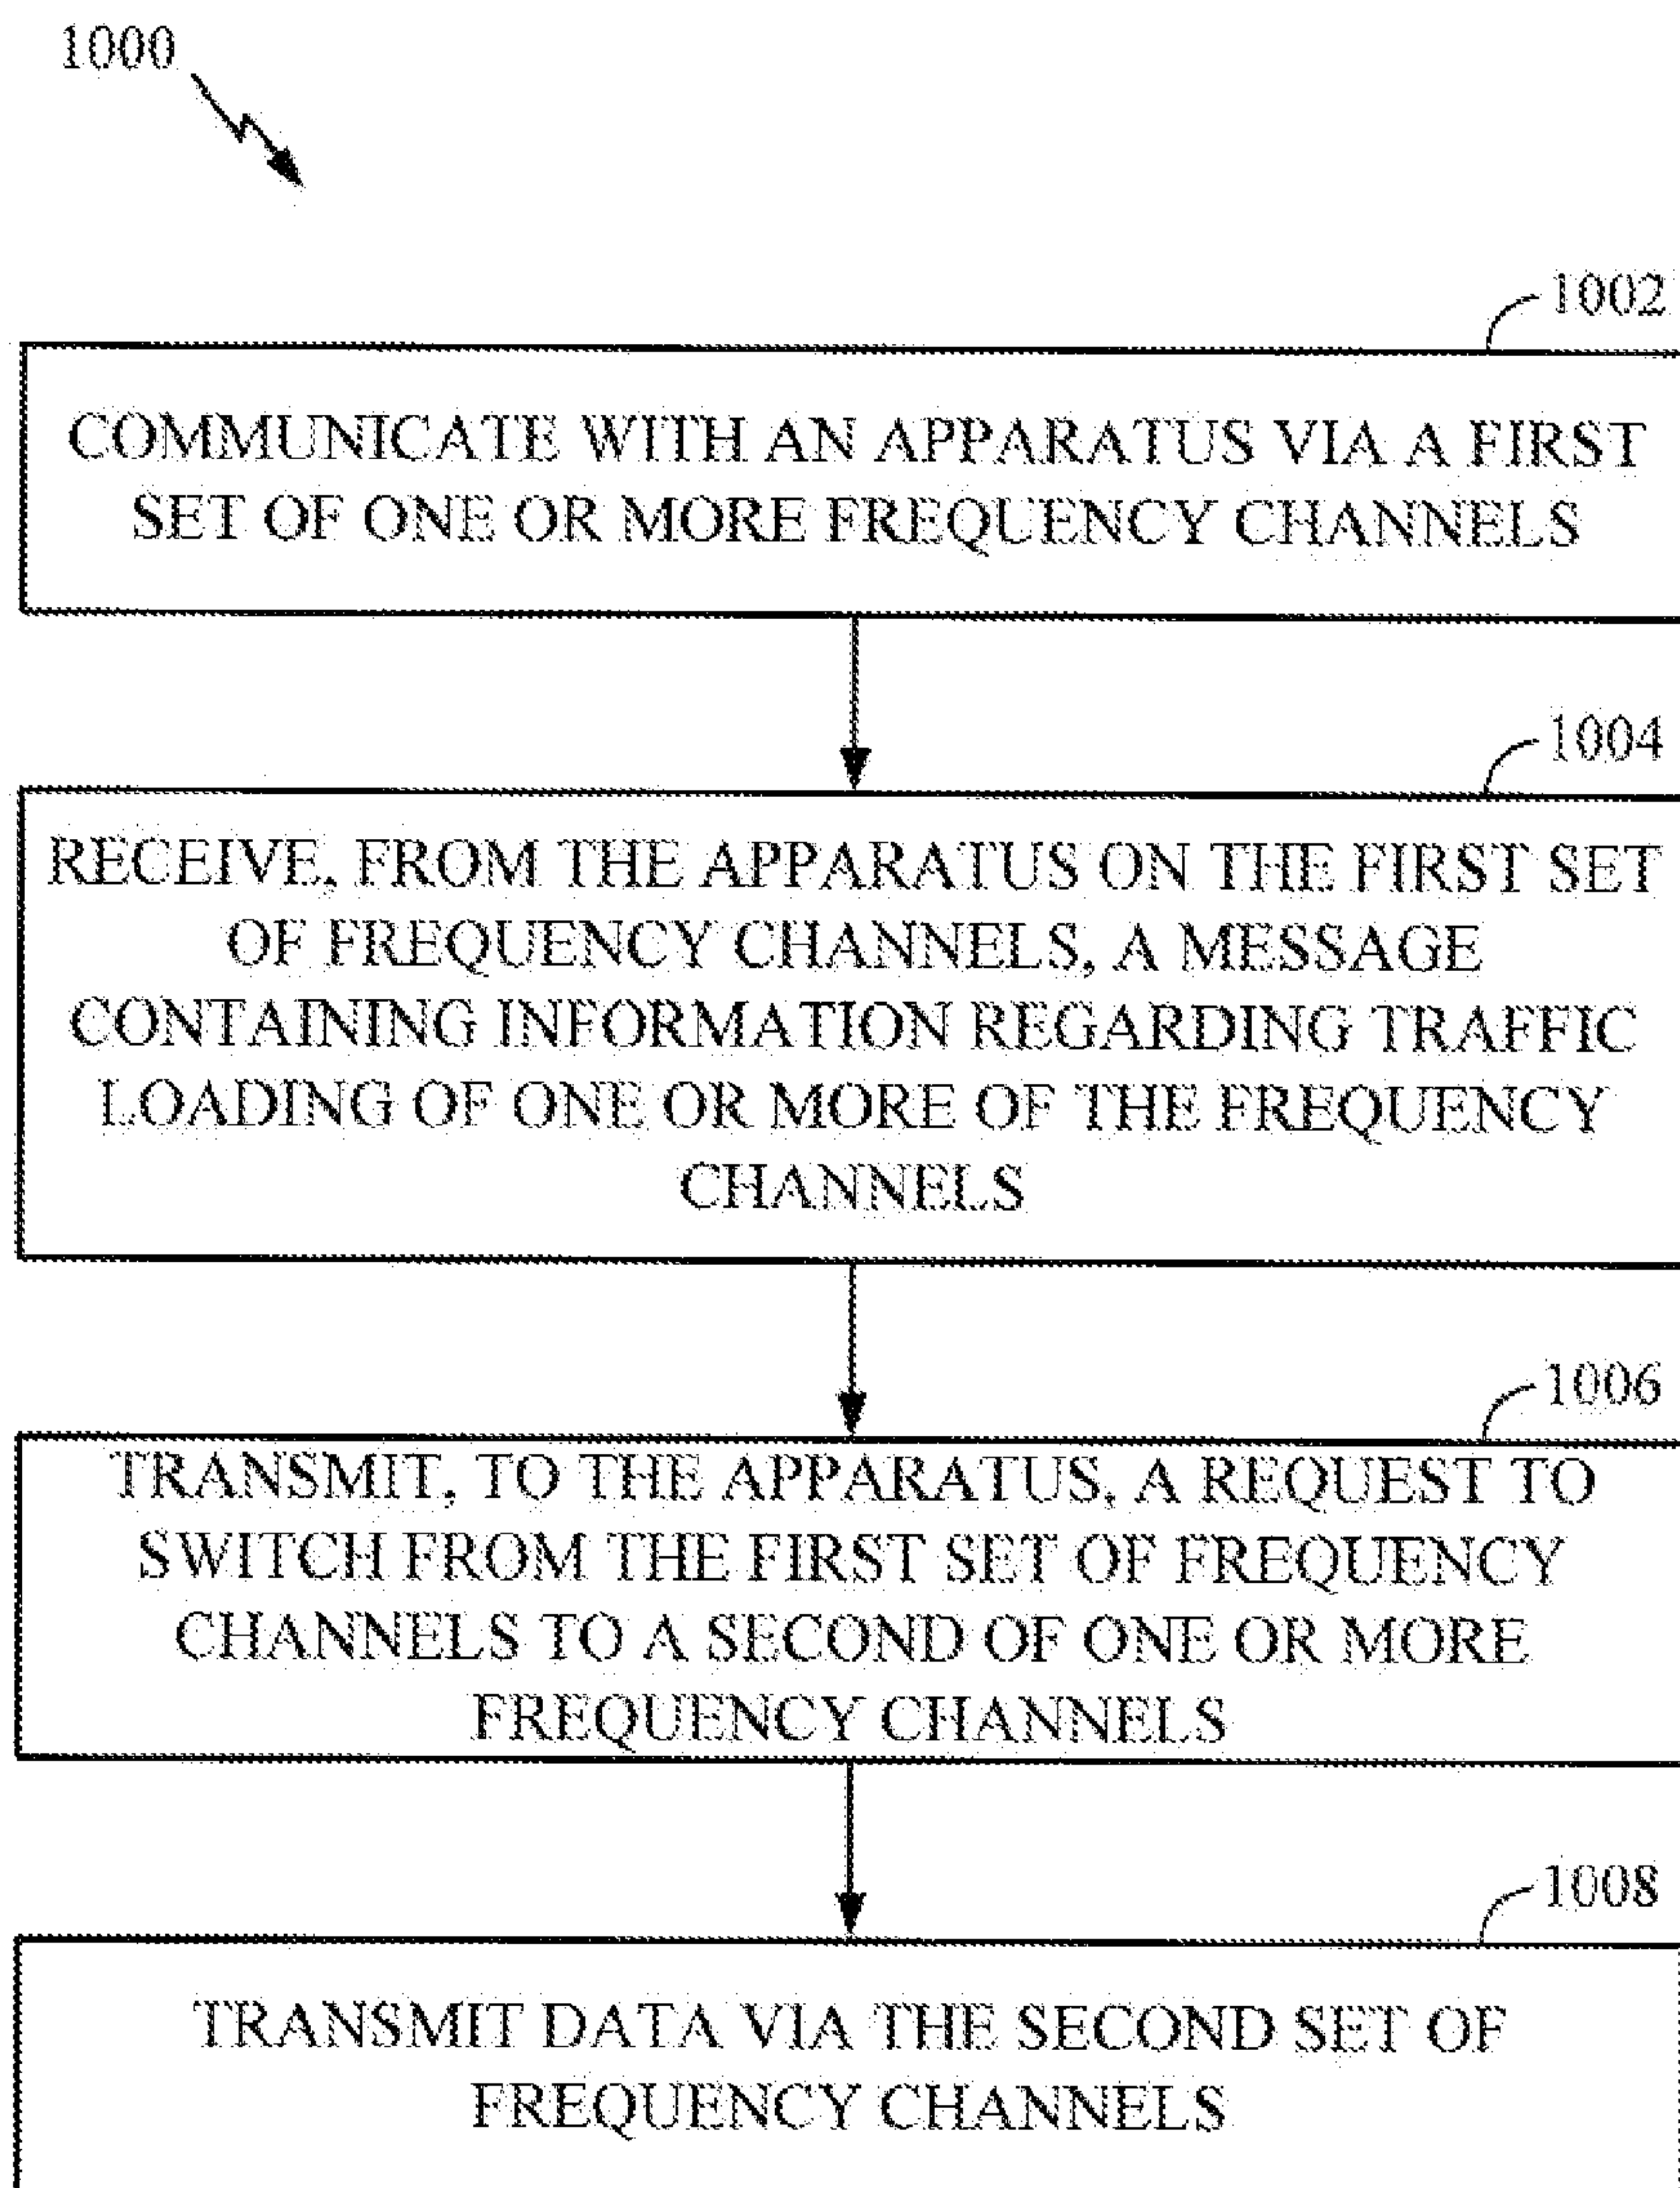 1000
1002
COMMUNICATE WITH AN APPARATUS VIA A FIRST
SET OF ONE OR MORE FREQUENCY CHANNELS
1004
RECEIVE, FROM THE APPARATUS ON THE FIRST SET
OF FREQUENCY CHANNELS, A MESSAGE
CONTAINING INFORMATION REGARDING TRAFFIC
LOADING OF ONE OR MORE OF THE FREQUENCY
CHANNELS
1006
TRANSMIT, TO THE APPARATUS, A REQUEST TO
SWITCH FROM THE FIRST SET OF FREQUENCY
CHANNELS TO A SECOND OF ONE OR MORE
FREQUENCY CHANNELS
1008
TRANSMIT DATA VIA THE SECOND SET OF
FREQUENCY CHANNELS